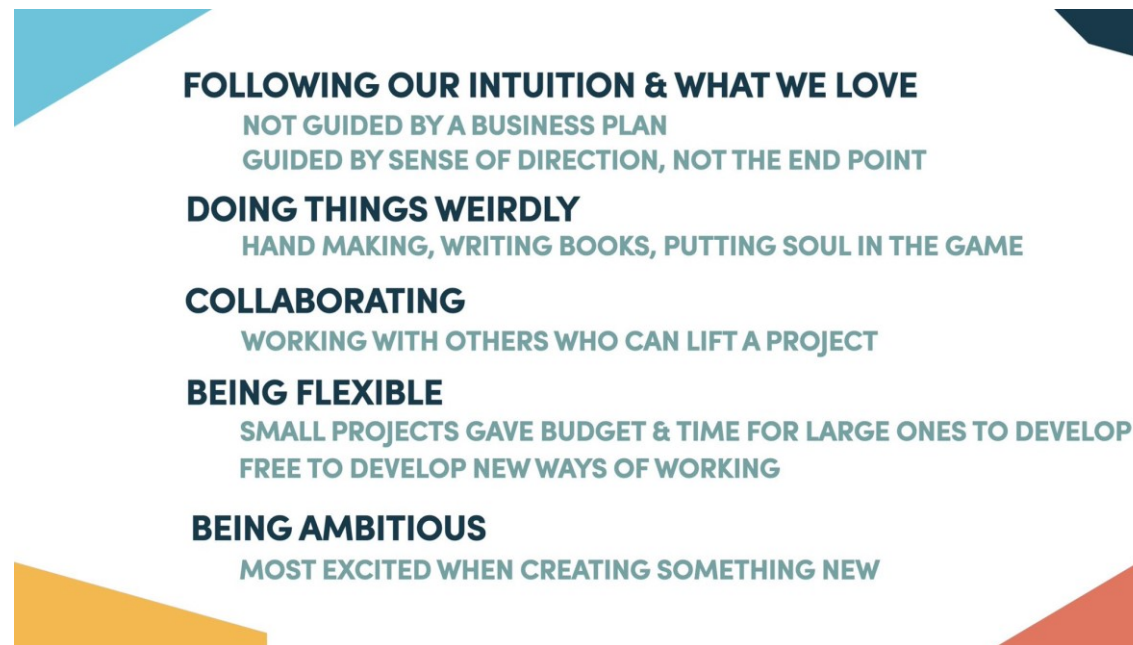 FOLLOWING OUR INTUITION & WHAT WE LOVE
NOT GUIDED BY A BUSINESS PLAN
GUIDED BY SENSE OF DIRECTION, NOT THE END POINT
DOING THINGS WEIRDLY
HAND MAKING, WRITING BOOKS, PUTTING SOUL IN THE GAME
COLLABORATING
WORKING WITH OTHERS WHO CAN LIFT A PROJECT
BEING FLEXIBLE
SMALL PROJECTS GAVE BUDGET & TIME FOR LARGE ONES TO DEVELOP
FREE TO DEVELOP NEW WAYS OF WORKING
BEING AMBITIOUS
MOST EXCITED WHEN CREATING SOMETHING NEW